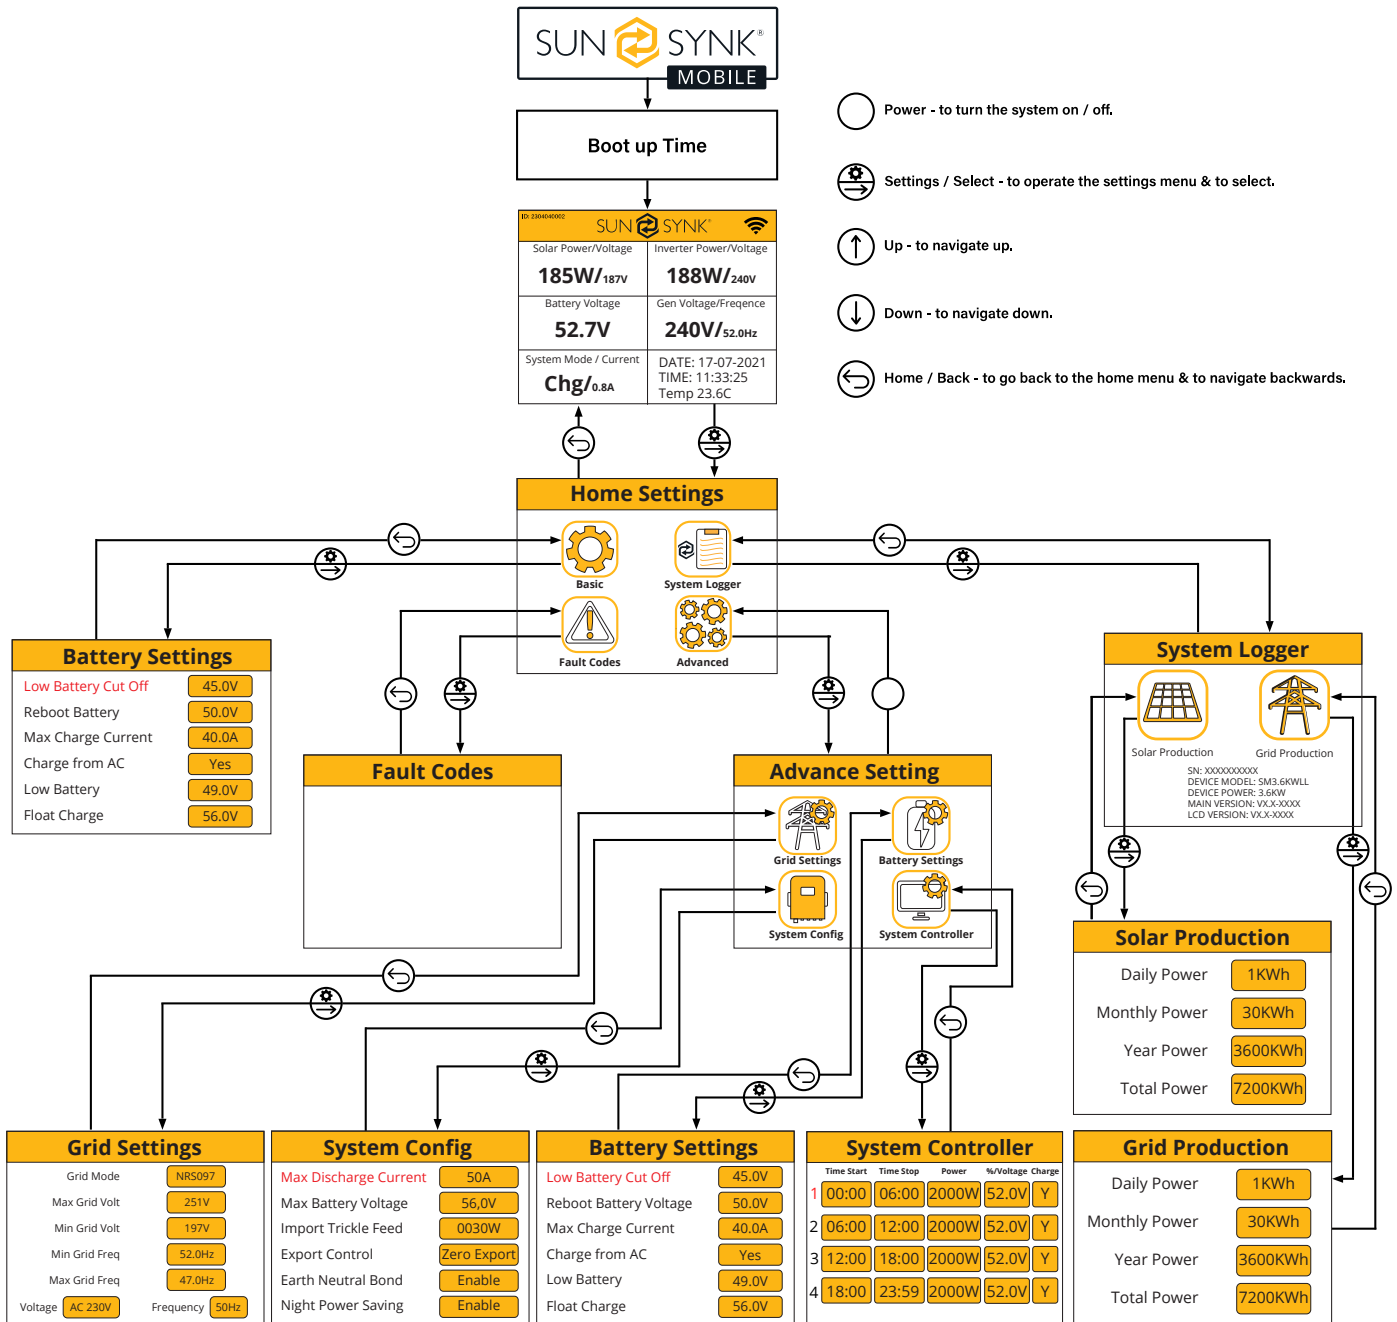 SUN SYNK®
MOBILE
Boot up Time
Power - to turn the system on / off.
Settings / Select - to operate the settings menu & to select.
Up - to navigate up.
Down - to navigate down.
Home / Back - to go back to the home menu & to navigate backwards.
ID: 2304040002
SUN SYNK®
Solar Power/Voltage
185W/187V
Inverter Power/Voltage
188W/240V
Battery Voltage
52.7V
Gen Voltage/Freqence
240V/52.0Hz
System Mode / Current
Chg/0.8A
DATE: 17-07-2021
TIME: 11:33:25
Temp 23.6C
Home Settings
Basic
System Logger
Fault Codes
Advanced
Battery Settings
Low Battery Cut Off 45.0V
Reboot Battery 50.0V
Max Charge Current 40.0A
Charge from AC Yes
Low Battery 49.0V
Float Charge 56.0V
Fault Codes
Advance Setting
Grid Settings
Battery Settings
System Config
System Controller
System Logger
Solar Production
Grid Production
SN: XXXXXXXXXX
DEVICE MODEL: SM3.6KWLL
DEVICE POWER: 3.6KW
MAIN VERSION: VX.X-XXXX
LCD VERSION: VX.X-XXXX
Solar Production
Daily Power 1KWh
Monthly Power 30KWh
Year Power 3600KWh
Total Power 7200KWh
Grid Settings
Grid Mode NRS097
Max Grid Volt 251V
Min Grid Volt 197V
Min Grid Freq 52.0Hz
Max Grid Freq 47.0Hz
Voltage AC 230V Frequency 50Hz
System Config
Max Discharge Current 50A
Max Battery Voltage 56,0V
Import Trickle Feed 0030W
Export Control Zero Export
Earth Neutral Bond Enable
Night Power Saving Enable
Battery Settings
Low Battery Cut Off 45.0V
Reboot Battery Voltage 50.0V
Max Charge Current 40.0A
Charge from AC Yes
Low Battery 49.0V
Float Charge 56.0V
System Controller
Time Start Time Stop Power %/Voltage Charge
1 00:00 06:00 2000W 52.0V Y
2 06:00 12:00 2000W 52.0V Y
3 12:00 18:00 2000W 52.0V Y
4 18:00 23:59 2000W 52.0V Y
Grid Production
Daily Power 1KWh
Monthly Power 30KWh
Year Power 3600KWh
Total Power 7200KWh